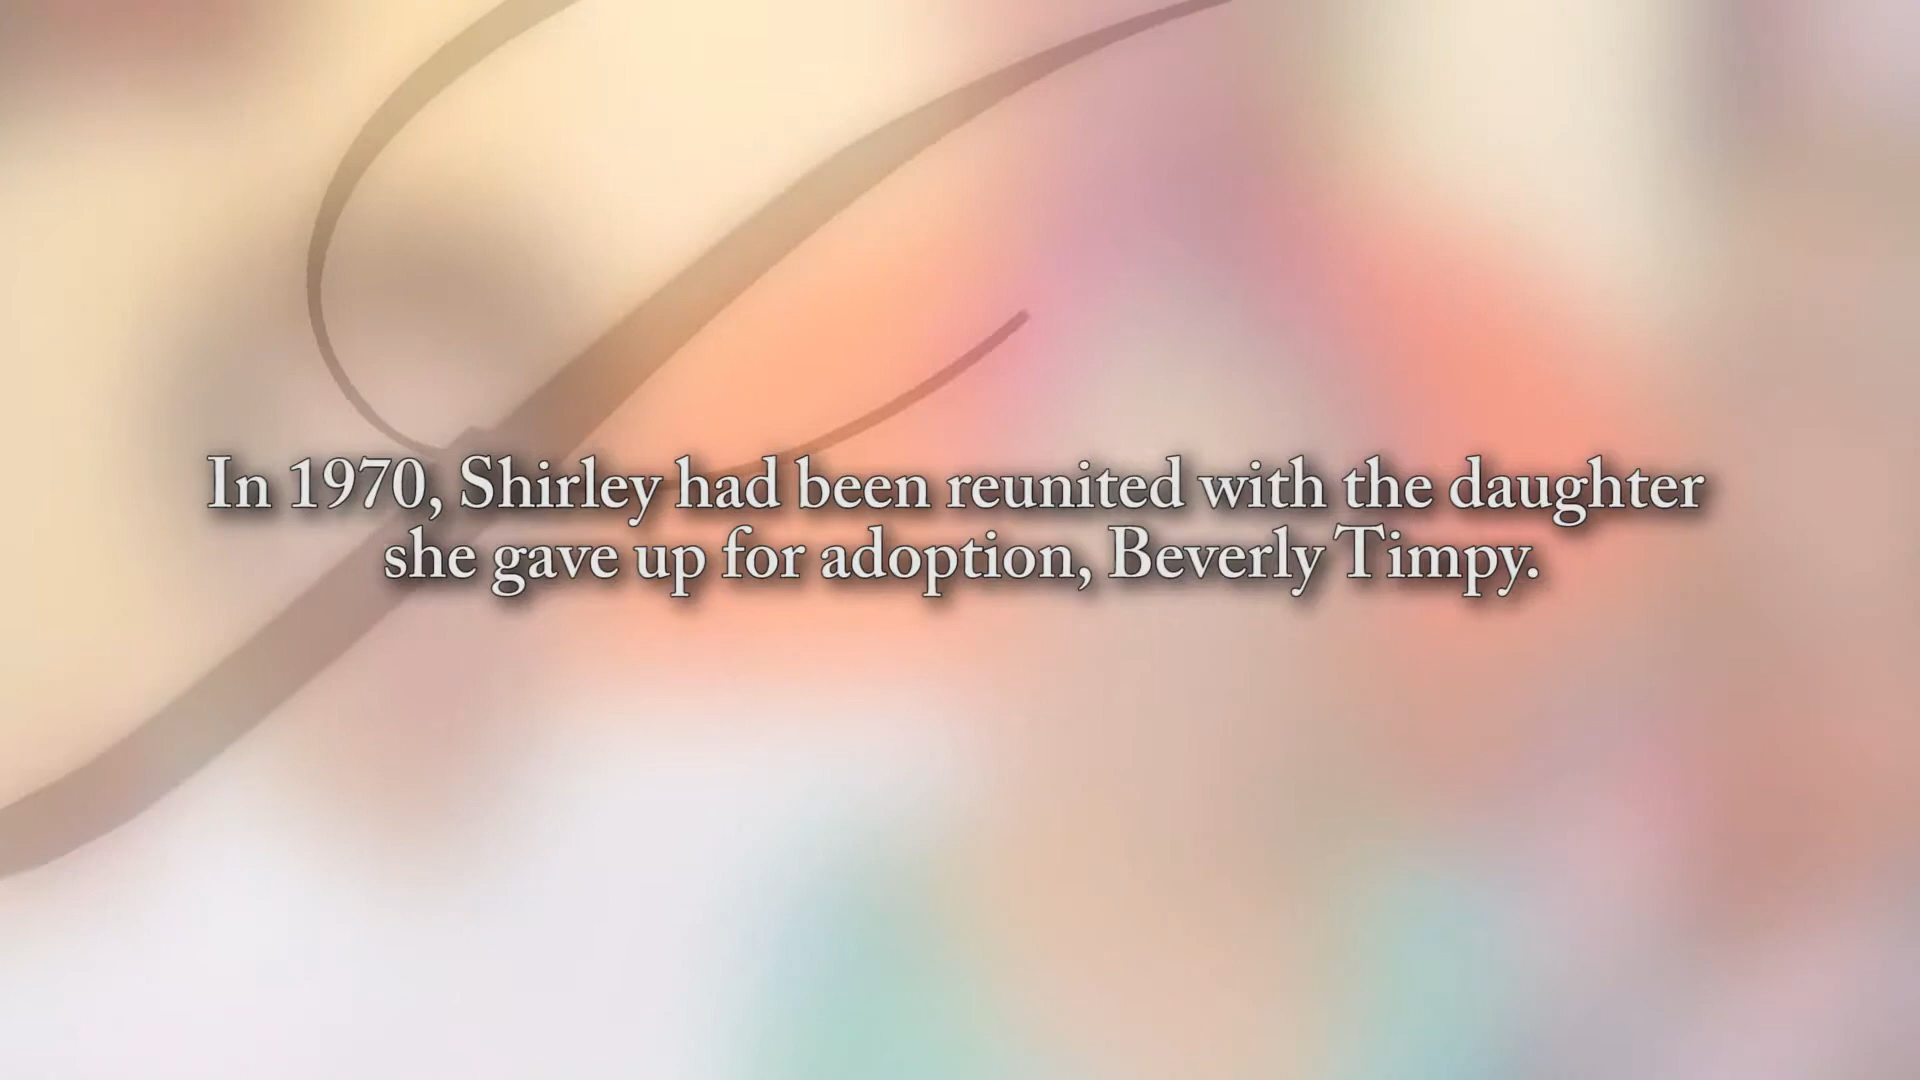 In 1970, Shirley had been reunited with the daughter
she gave up for adoption, Beverly Timpy.